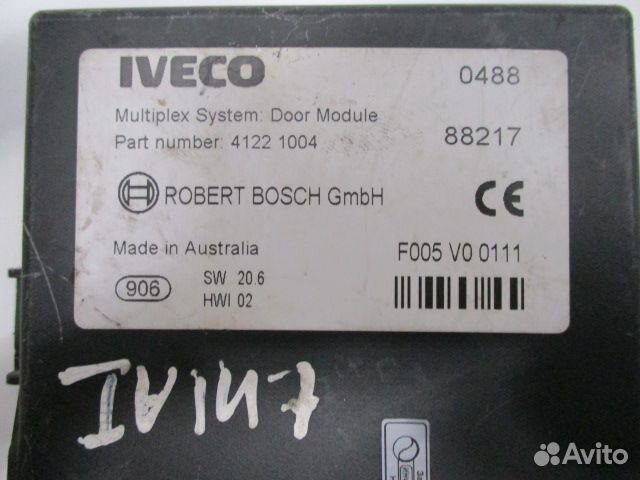 IVECO 0488
Multiplex System: Door Module
Part number: 4122 1004 88217
ROBERT BOSCH GmbH CE
Made in Australia F005 V0 0111
906 SW 20.6
HWI 02
Avito